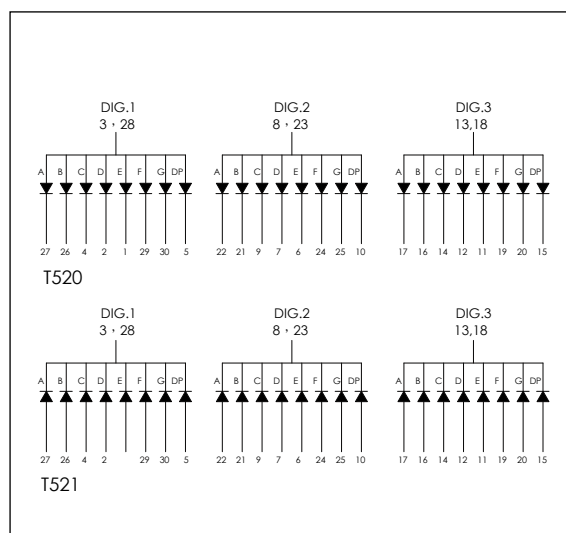 DIG.1 DIG.2 DIG.3
3，28 8，23 13,18
A B C D E F G DP A B C D E F G DP A B C D E F G DP
27 26 4 2 1 29 30 5 22 21 9 7 6 24 25 10 17 16 14 12 11 19 20 15
T520
DIG.1 DIG.2 DIG.3
3，28 8，23 13,18
A B C D E F G DP A B C D E F G DP A B C D E F G DP
27 26 4 2 29 30 5 22 21 9 7 6 24 25 10 17 16 14 12 11 19 20 15
T521